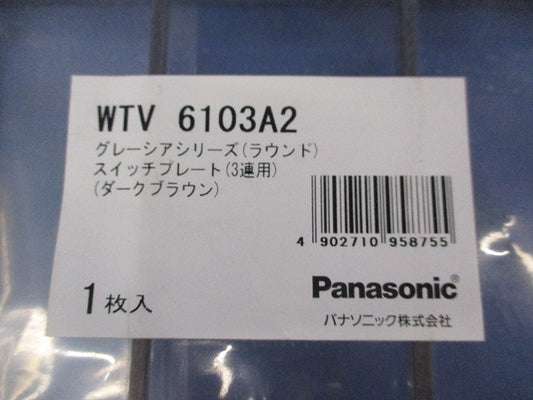 WTV 6103A2
グレーシアシリーズ(ラウンド)
スイッチプレート(3連用)
(ダークブラウン)
4 902710 958755
1枚入
Panasonic®
パナソニック株式会社